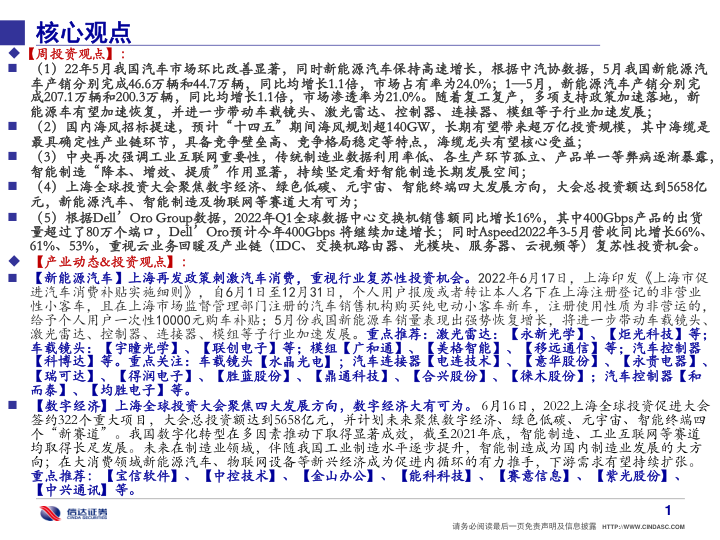 核心观点
◆【周投资观点】:
■ （1）22年5月我国汽车市场环比改善显著，同时新能源汽车保持高速增长，根据中汽协数据，5月我国新能源汽
车产销分别完成46.6万辆和44.7万辆，同比均增长1.1倍，市场占有率为24.0%；1—5月，新能源汽车产销分别完
成207.1万辆和200.3万辆，同比均增长1.1倍，市场渗透率为21.0%。随着复工复产，多项支持政策加速落地，新
能源车有望加速恢复，并进一步带动车载镜头、激光雷达、控制器、连接器、模组等子行业加速发展；
■ （2）国内海风招标提速，预计“十四五”期间海风规划超140GW，长期有望带来超万亿投资规模，其中海缆是
最具确定性产业链环节，具备竞争壁垒高、竞争格局稳定等特点，海缆龙头有望核心受益；
■ （3）中央再次强调工业互联网重要性，传统制造业数据利用率低、各生产环节孤立、产品单一等弊病逐渐暴露，
智能制造“降本、增效、提质”作用显著，持续坚定看好智能制造长期发展空间；
■ （4）上海全球投资大会聚焦数字经济、绿色低碳、元宇宙、智能终端四大发展方向，大会总投资额达到5658亿
元，新能源汽车、智能制造及物联网等赛道大有可为；
■ （5）根据Dell’Oro Group数据，2022年Q1全球数据中心交换机销售额同比增长16%，其中400Gbps产品的出货
量超过了80万个端口，Dell’Oro预计今年400Gbps 将继续加速增长；同时Aspeed2022年3-5月营收同比增长66%、
61%、53%，重视云业务回暖及产业链（IDC、交换机路由器、光模块、服务器、云视频等）复苏性投资机会。
◆ 【产业动态&投资观点】:
■ 【新能源汽车】上海再发政策刺激汽车消费，重视行业复苏性投资机会。2022年6月17日，上海印发《上海市促
进汽车消费补贴实施细则》，自6月1日至12月31日，个人用户报废或者转让本人名下在上海注册登记的非营业
性小客车，且在上海市场监督管理部门注册的汽车销售机构购买纯电动小客车新车，注册使用性质为非营运的，
给予个人用户一次性10000元购车补贴；5月份我国新能源车销量表现出强势恢复增长，将进一步带动车载镜头、
激光雷达、控制器、连接器、模组等子行业加速发展。重点推荐：激光雷达：【永新光学】、【炬光科技】等；
车载镜头：【宇瞳光学】、【联创电子】等；模组【广和通】、【美格智能】、【移远通信】等；汽车控制器
【科博达】等。重点关注：车载镜头【水晶光电】；汽车连接器【电连技术】、【意华股份】、【永贵电器】、
【瑞可达】、【得润电子】、【胜蓝股份】、【鼎通科技】、【合兴股份】、【徕木股份】；汽车控制器【和
而泰】、【均胜电子】等。
■ 【数字经济】上海全球投资大会聚焦四大发展方向，数字经济大有可为。6月16日，2022上海全球投资促进大会
签约322个重大项目，大会总投资额达到5658亿元，并计划未来聚焦数字经济、绿色低碳、元宇宙、智能终端四
个“新赛道”。我国数字化转型在多因素推动下取得显著成效，截至2021年底，智能制造、工业互联网等赛道
均取得长足发展。未来在制造业领域，伴随我国工业制造水平逐步提升，智能制造成为国内制造业发展的大方
向；在大消费领域新能源汽车、物联网设备等新兴经济成为促进内循环的有力推手，下游需求有望持续扩张。
重点推荐：【宝信软件】、【中控技术】、【金山办公】、【能科科技】、【赛意信息】、【紫光股份】、
【中兴通讯】等。
信达证券
CINDA SECURITIES
1
请务必阅读最后一页免责声明及信息披露 HTTP://WWW.CINDASC.COM